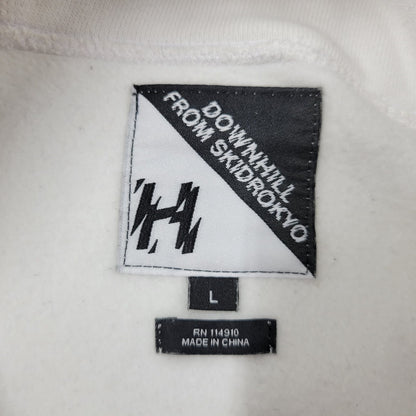 DOWNHILL
FROM SKIDROKYO
H
L
RN 114910
MADE IN CHINA